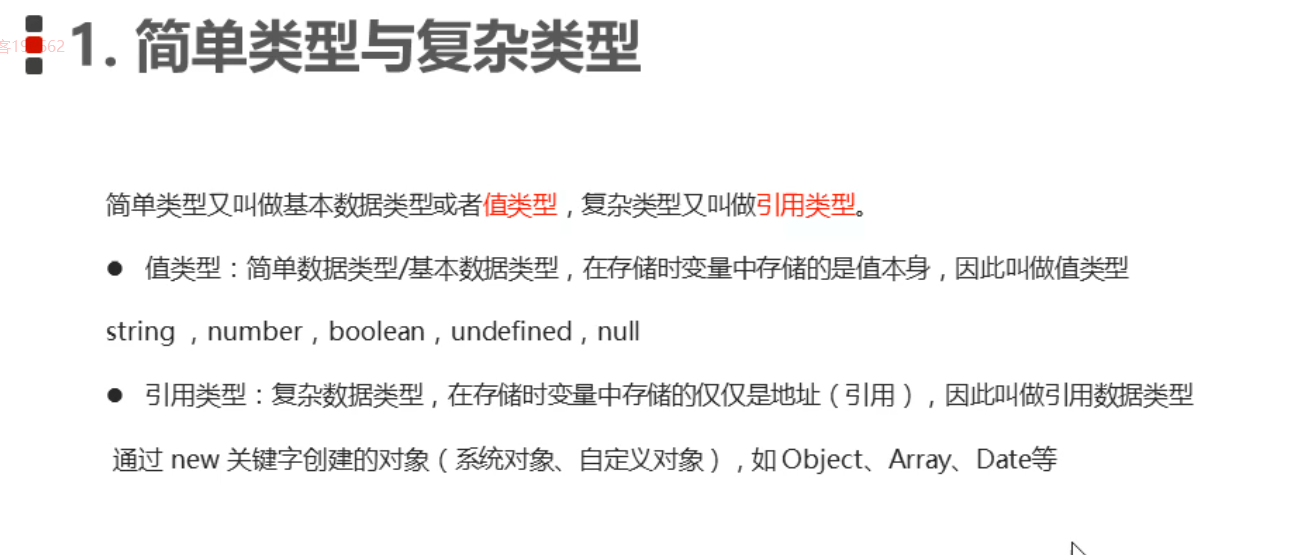 1. 简单类型与复杂类型
简单类型又叫做基本数据类型或者值类型，复杂类型又叫做引用类型。
● 值类型：简单数据类型/基本数据类型，在存储时变量中存储的是值本身，因此叫做值类型
string ，number，boolean，undefined，null
● 引用类型：复杂数据类型，在存储时变量中存储的仅仅是地址（引用），因此叫做引用数据类型
通过 new 关键字创建的对象（系统对象、自定义对象），如 Object、Array、Date等